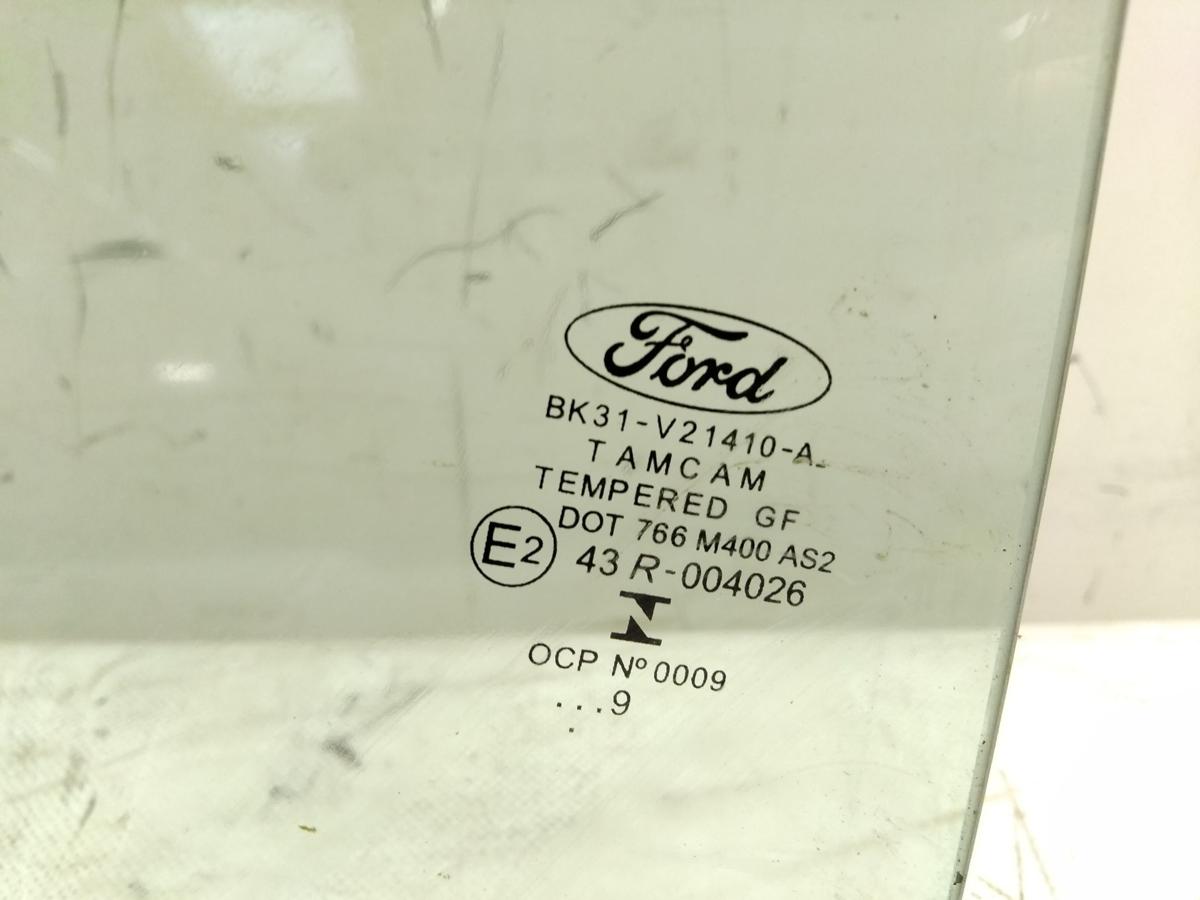 Ford
BK31-V21410-A
TAMCAM
TEMPERED GF
DOT 766 M400 AS2
E2 43 R-004026
OCP Nº 0009
...9
.